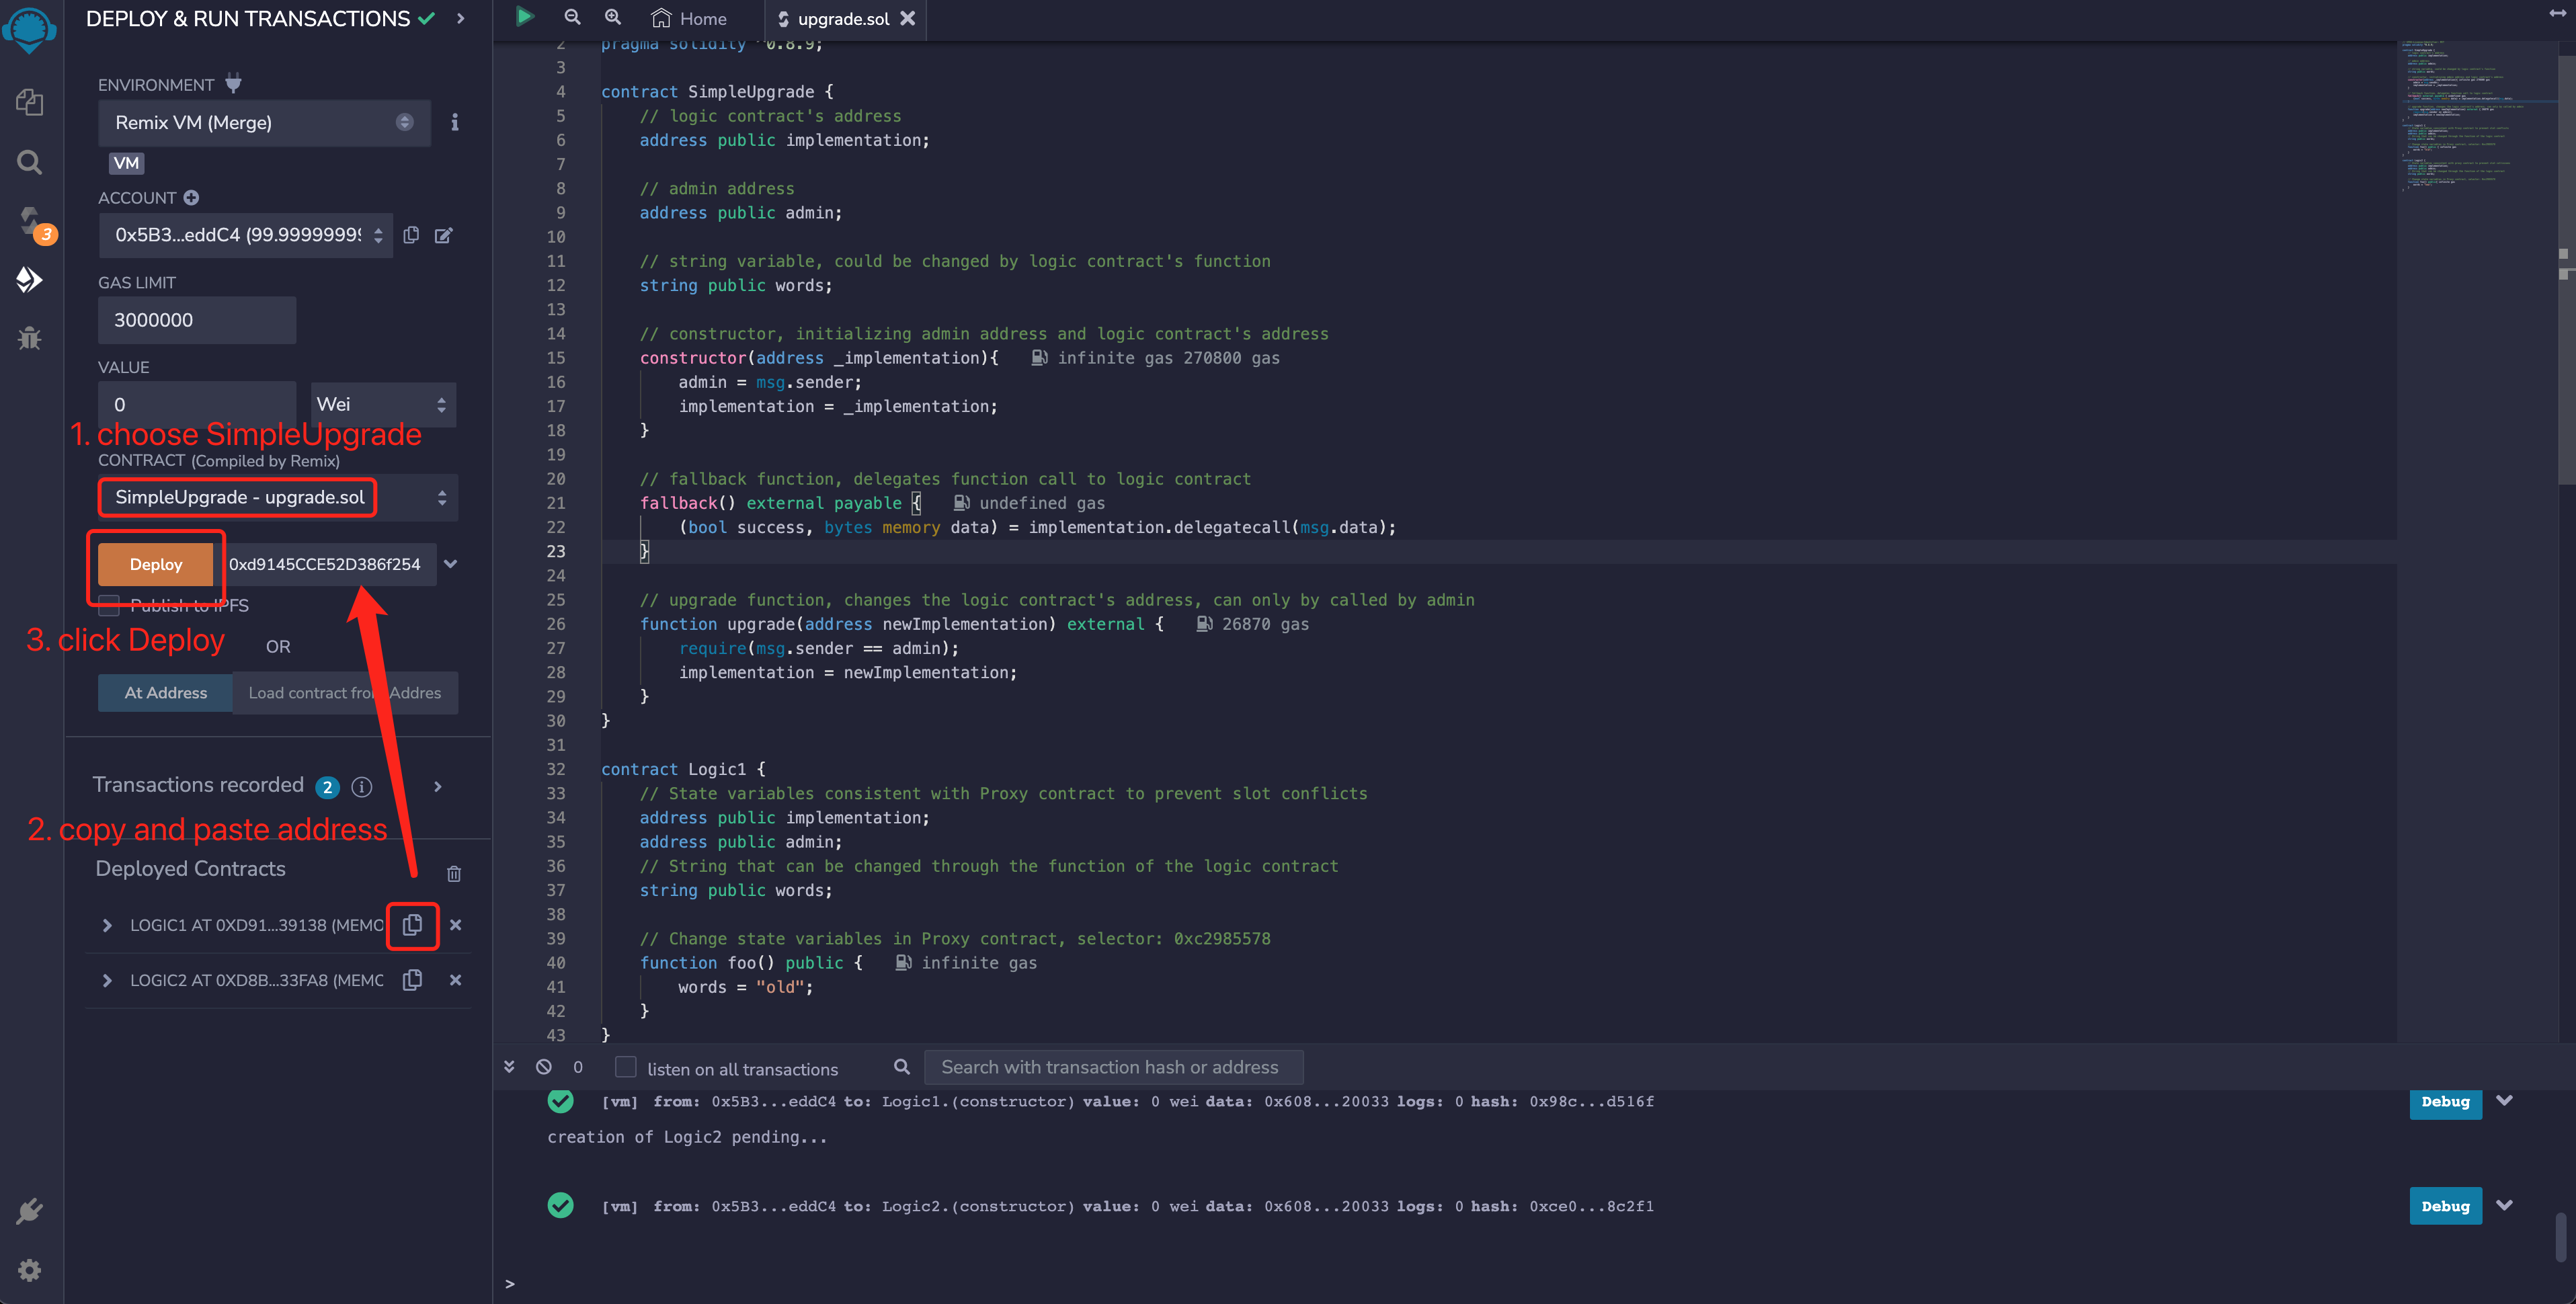 DEPLOY & RUN TRANSACTIONS
ENVIRONMENT
Remix VM (Merge)
VM
ACCOUNT
0x5B3...eddC4 (99.9999999
GAS LIMIT
3000000
VALUE
0
Wei
1. choose SimpleUpgrade
CONTRACT (Compiled by Remix)
SimpleUpgrade - upgrade.sol
Deploy
0xd9145CCE52D386f254
Publish to IPFS
3. click Deploy
OR
At Address
Load contract from Addres
Transactions recorded 2
2. copy and paste address
Deployed Contracts
LOGIC1 AT 0XD91...39138 (MEMO
LOGIC2 AT 0XD8B...33FA8 (MEMO
3
Home
upgrade.sol
2 pragma solidity ^0.8.9;
3
4 contract SimpleUpgrade {
5 // logic contract's address
6 address public implementation;
7
8 // admin address
9 address public admin;
10
11 // string variable, could be changed by logic contract's function
12 string public words;
13
14 // constructor, initializing admin address and logic contract's address
15 constructor(address _implementation){ infinite gas 270800 gas
16 admin = msg.sender;
17 implementation = _implementation;
18 }
19
20 // fallback function, delegates function call to logic contract
21 fallback() external payable { undefined gas
22 (bool success, bytes memory data) = implementation.delegatecall(msg.data);
23 }
24
25 // upgrade function, changes the logic contract's address, can only by called by admin
26 function upgrade(address newImplementation) external { 26870 gas
27 require(msg.sender == admin);
28 implementation = newImplementation;
29 }
30 }
31
32 contract Logic1 {
33 // State variables consistent with Proxy contract to prevent slot conflicts
34 address public implementation;
35 address public admin;
36 // String that can be changed through the function of the logic contract
37 string public words;
38
39 // Change state variables in Proxy contract, selector: 0xc2985578
40 function foo() public { infinite gas
41 words = "old";
42 }
43 }
0
listen on all transactions
Search with transaction hash or address
[vm] from: 0x5B3...eddC4 to: Logic1.(constructor) value: 0 wei data: 0x608...20033 logs: 0 hash: 0x98c...d516f
Debug
creation of Logic2 pending...
[vm] from: 0x5B3...eddC4 to: Logic2.(constructor) value: 0 wei data: 0x608...20033 logs: 0 hash: 0xce0...8c2f1
Debug
>